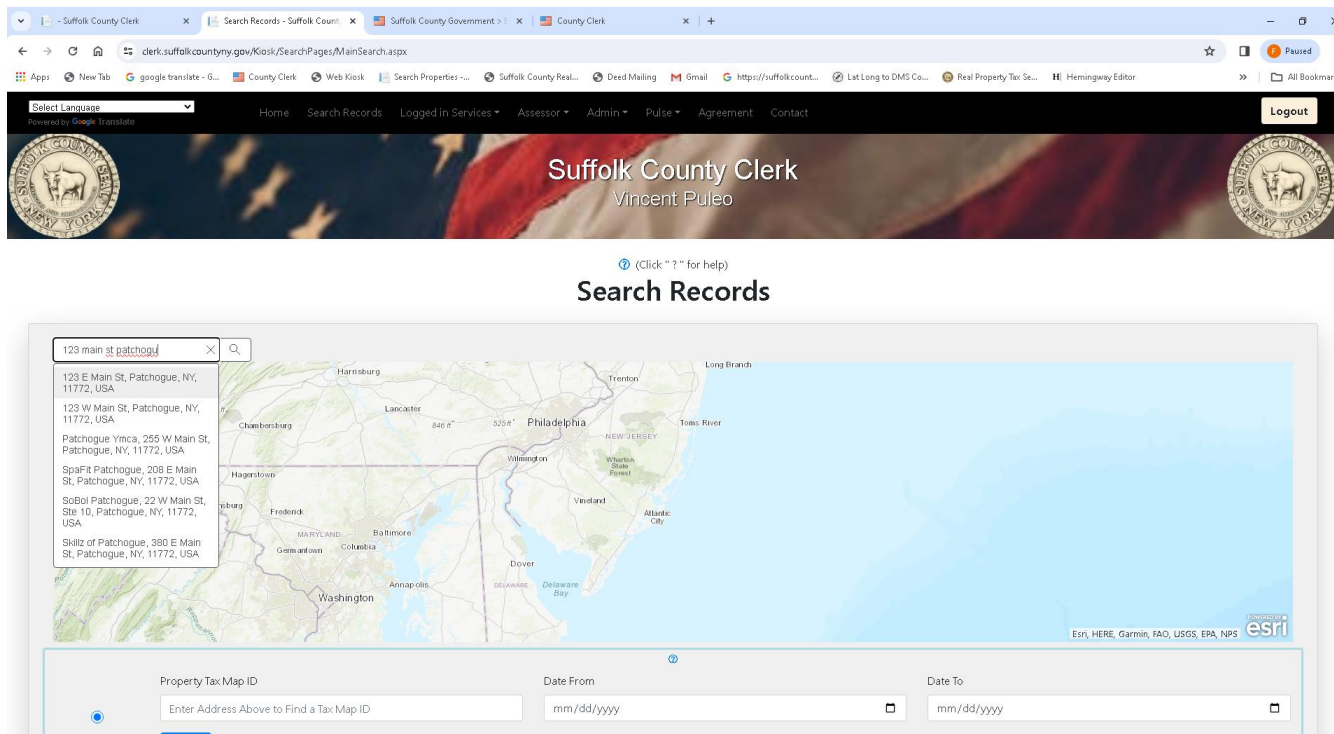 - Suffolk County Clerk
Search Records - Suffolk County
Suffolk County Government >
County Clerk
clerk.suffolkcountyny.gov/Kiosk/SearchPages/MainSearch.aspx
Paused
Apps
New Tab
google translate - G...
County Clerk
Web Kiosk
Search Properties -...
Suffolk County Real...
Deed Mailing
Gmail
https://suffolkcount...
Lat Long to DMS Co...
Real Property Tax Se...
Hemingway Editor
»
All Bookmar
Select Language
Powered by Google Translate
Home
Search Records
Logged in Services
Assessor
Admin
Pulse
Agreement
Contact
Logout
Suffolk County Clerk
Vincent Puleo
(Click " ? " for help)
Search Records
123 main st patchogu
123 E Main St, Patchogue, NY,
11772, USA
123 W Main St, Patchogue, NY,
11772, USA
Patchogue Ymca, 255 W Main St,
Patchogue, NY, 11772, USA
SpaFit Patchogue, 208 E Main
St, Patchogue, NY, 11772, USA
SoBol Patchogue, 22 W Main St,
Ste 10, Patchogue, NY, 11772,
USA
Skillz of Patchogue, 380 E Main
St, Patchogue, NY, 11772, USA
Harrisburg
Trenton
Long Branch
Lancaster
Chambersburg
846 ft
525 ft
Philadelphia
Toms River
NEW JERSEY
Wilmington
Wharton
State
Forest
Hagerstown
Vineland
Frederick
Atlantic
City
MARYLAND
Baltimore
Germantown
Columbia
Dover
Annapolis
DELAWARE
Delaware
Bay
Washington
Esri, HERE, Garmin, FAO, USGS, EPA, NPS
POWERED BY
esri
Property Tax Map ID
Date From
Date To
Enter Address Above to Find a Tax Map ID
mm/dd/yyyy
mm/dd/yyyy